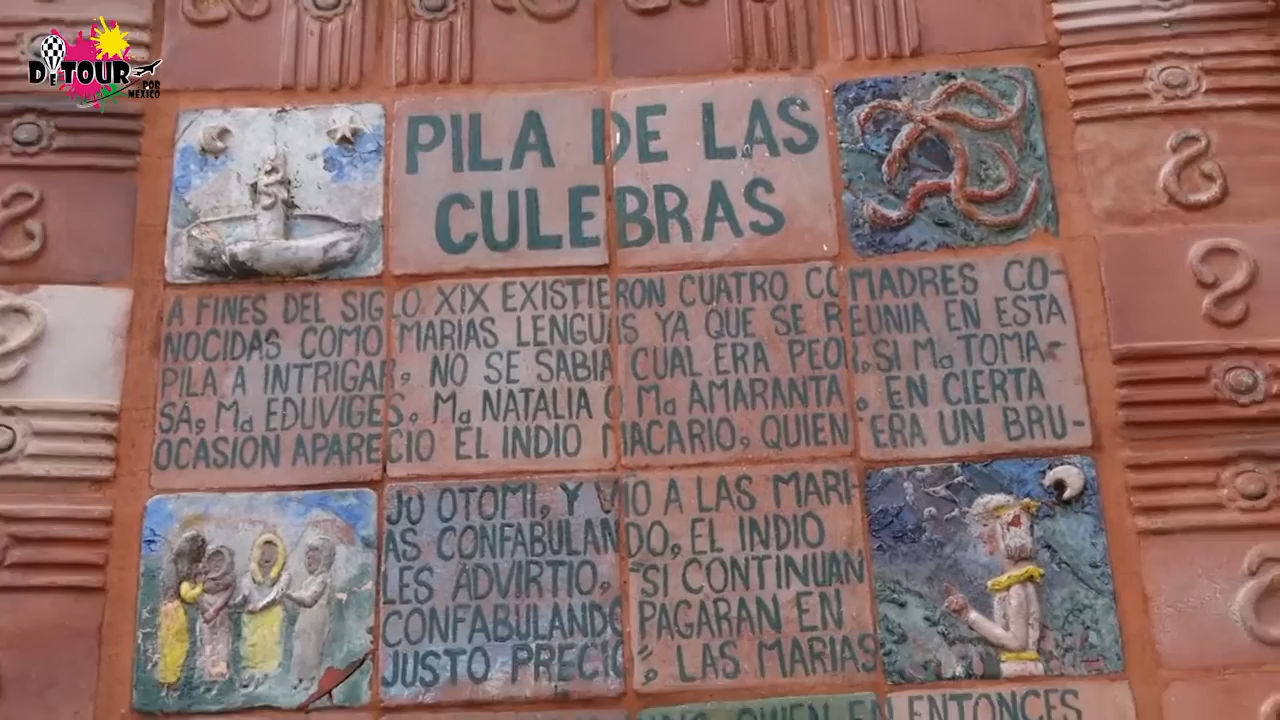 DETOUR
POR
MEXICO
PILA DE LAS
CULEBRAS
A FINES DEL SIGLO XIX EXISTIERON CUATRO COMADRES CO-
NOCIDAS COMO MARIAS LENGUAS YA QUE SE REUNIA EN ESTA
PILA A INTRIGAR, NO SE SABIA CUAL ERA PEOR, SI Ma TOMA-
SA, Ma EDUVIGES, Ma NATALIA O Ma AMARANTA. EN CIERTA
OCASION APARECIO EL INDIO MACARIO, QUIEN ERA UN BRU-
JO OTOMI, Y VIO A LAS MARI-
AS CONFABULANDO, EL INDIO
LES ADVIRTIO, "SI CONTINUAN
CONFABULANDO PAGARAN EN
JUSTO PRECIO", LAS MARIAS
QUIEN ENTONCES